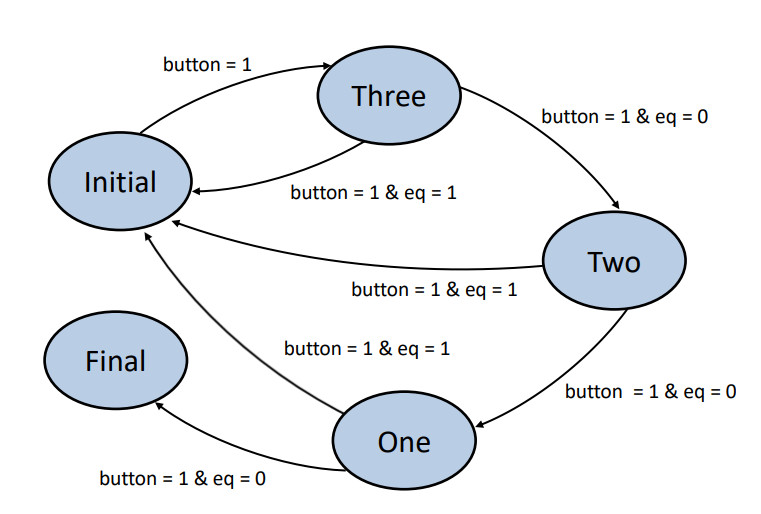 button = 1
Three
button = 1 & eq = 0
Initial
button = 1 & eq = 1
Two
button = 1 & eq = 1
button = 1 & eq = 1
Final
button  = 1 & eq = 0
One
button = 1 & eq = 0